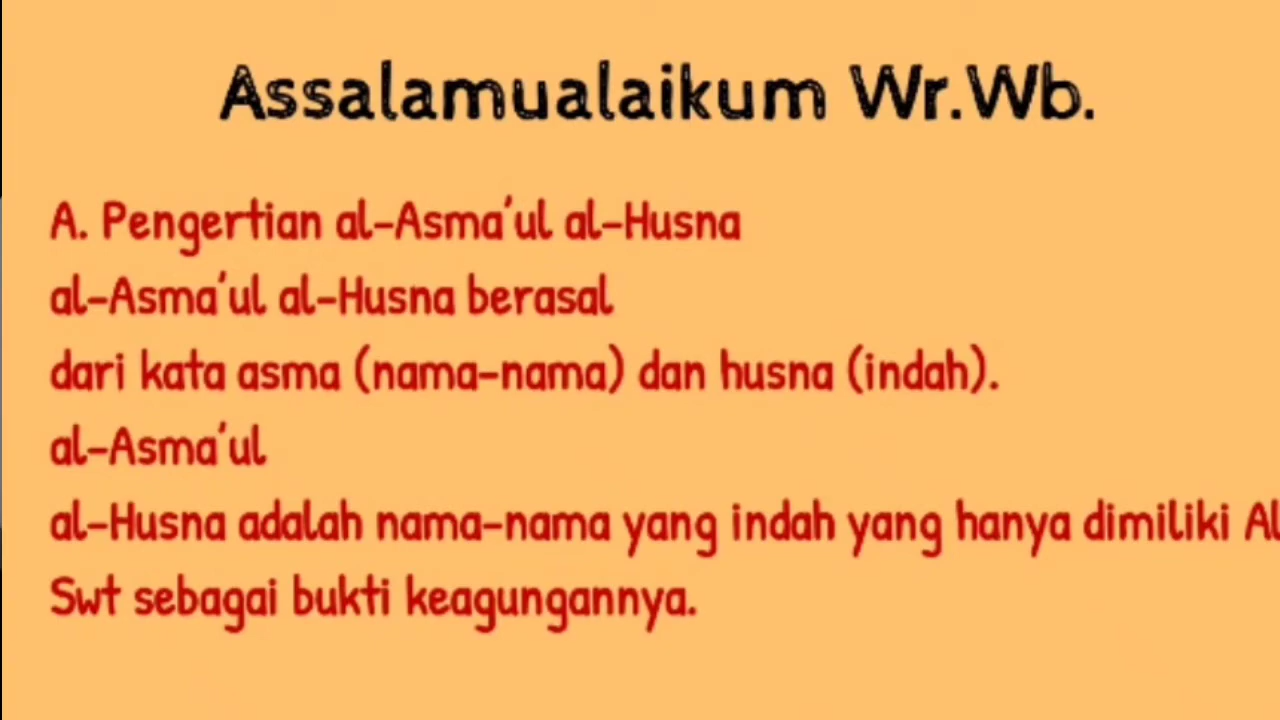 Assalamualaikum Wr.Wb.
A. Pengertian al-Asma'ul al-Husna
al-Asma'ul al-Husna berasal
dari kata asma (nama-nama) dan husna (indah).
al-Asma'ul
al-Husna adalah nama-nama yang indah yang hanya dimiliki
Swt sebagai bukti keagungannya.